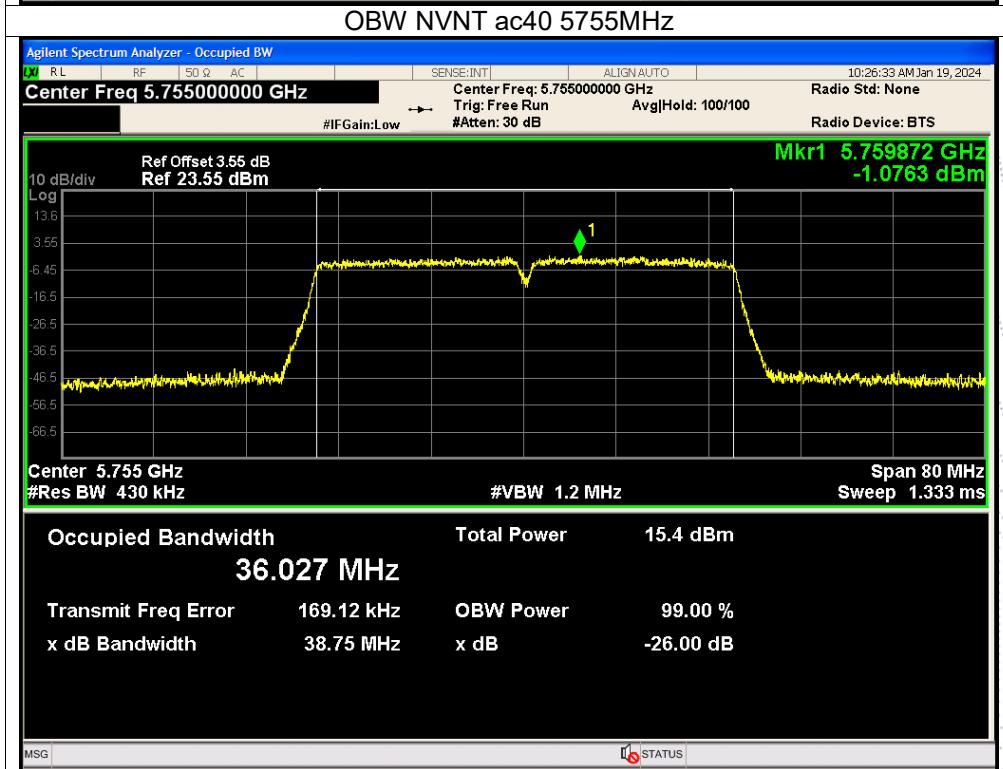 OBW NVNT ac40 5755MHz
Agilent Spectrum Analyzer - Occupied BW
LXI RL RF 50 Ω AC SENSE:INT ALIGNAUTO 10:26:33 AM Jan 19, 2024
Center Freq 5.755000000 GHz Center Freq: 5.755000000 GHz Radio Std: None
Trig: Free Run Avg|Hold: 100/100
#IFGain:Low #Atten: 30 dB Radio Device: BTS
Mkr1 5.759872 GHz
-1.0763 dBm
Ref Offset 3.55 dB
10 dB/div Ref 23.55 dBm
Log
13.6
3.55
-6.45
-16.5
-26.5
-36.5
-46.5
-56.5
-66.5
1
Center 5.755 GHz Span 80 MHz
#Res BW 430 kHz #VBW 1.2 MHz Sweep 1.333 ms
Occupied Bandwidth Total Power 15.4 dBm
36.027 MHz
Transmit Freq Error 169.12 kHz OBW Power 99.00 %
x dB Bandwidth 38.75 MHz x dB -26.00 dB
MSG STATUS